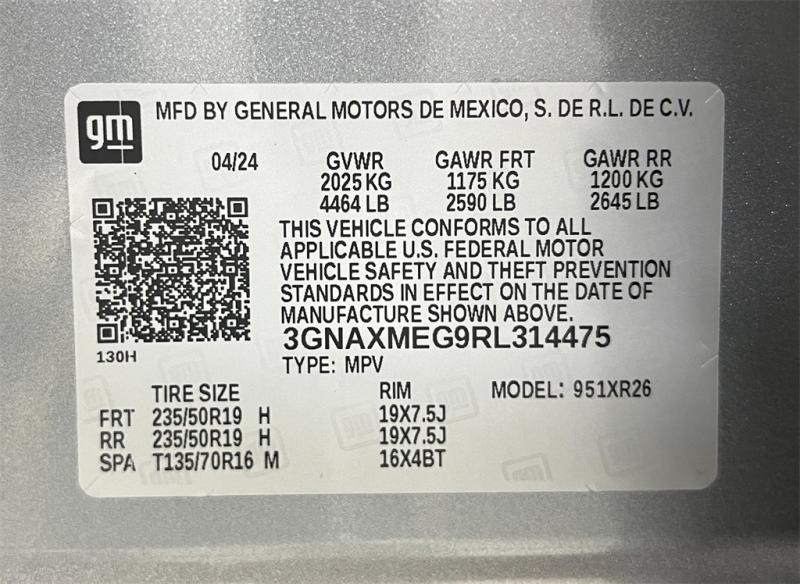 gm
MFD BY GENERAL MOTORS DE MEXICO, S. DE R.L. DE C.V.
04/24 GVWR GAWR FRT GAWR RR
2025 KG 1175 KG 1200 KG
4464 LB 2590 LB 2645 LB
THIS VEHICLE CONFORMS TO ALL
APPLICABLE U.S. FEDERAL MOTOR
VEHICLE SAFETY AND THEFT PREVENTION
STANDARDS IN EFFECT ON THE DATE OF
MANUFACTURE SHOWN ABOVE.
3GNAXMEG9RL314475
130H
TYPE: MPV
TIRE SIZE RIM MODEL: 951XR26
FRT 235/50R19 H 19X7.5J
RR 235/50R19 H 19X7.5J
SPA T135/70R16 M 16X4BT